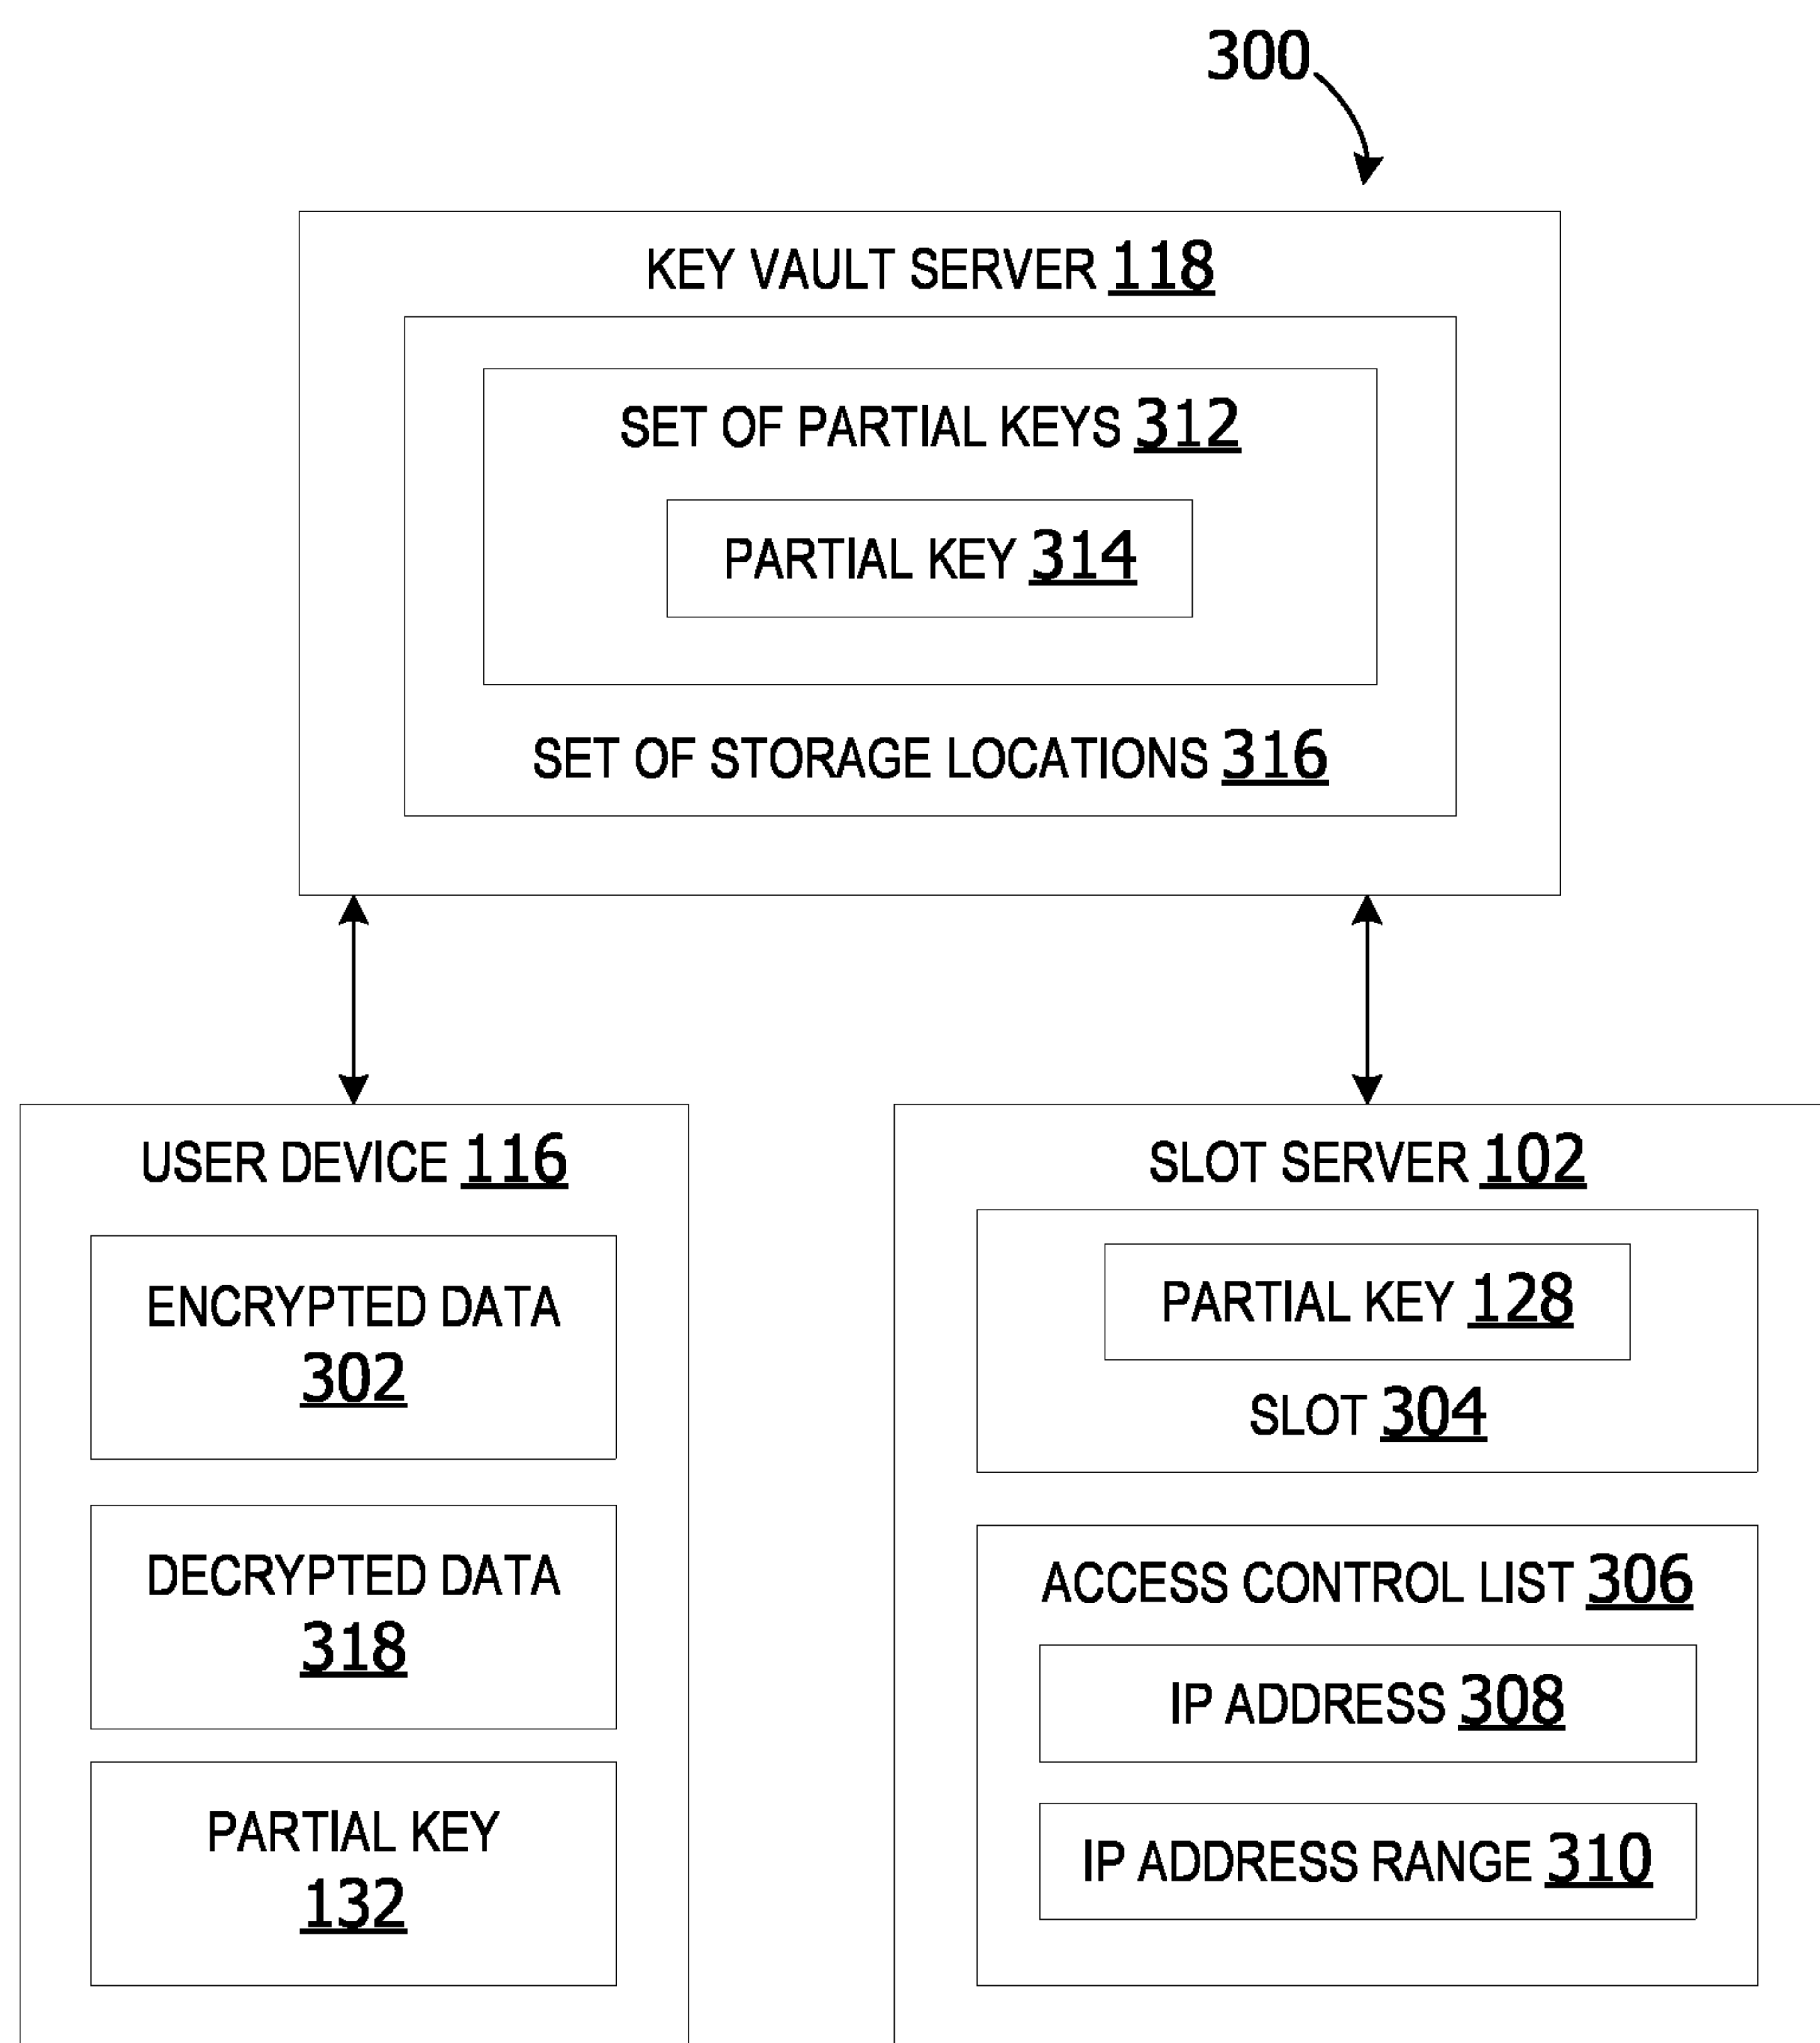 300
KEY VAULT SERVER 118
SET OF PARTIAL KEYS 312
PARTIAL KEY 314
SET OF STORAGE LOCATIONS 316
USER DEVICE 116
ENCRYPTED DATA
302
DECRYPTED DATA
318
PARTIAL KEY
132
SLOT SERVER 102
PARTIAL KEY 128
SLOT 304
ACCESS CONTROL LIST 306
IP ADDRESS 308
IP ADDRESS RANGE 310